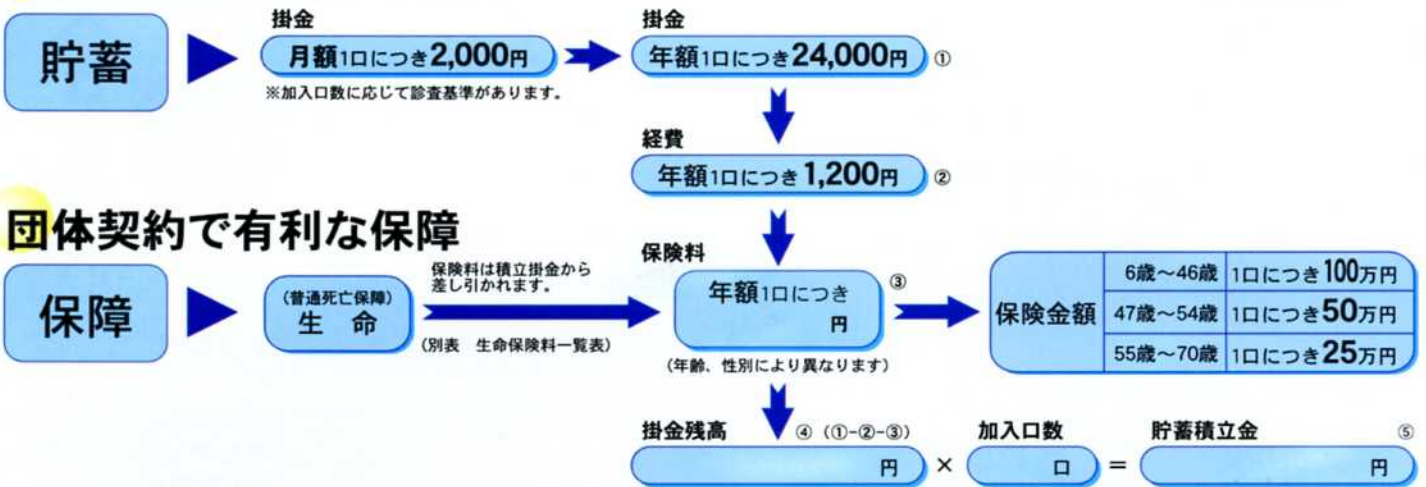 貯蓄
掛金
月額1口につき2,000円
※加入口数に応じて診査基準があります。
掛金
年額1口につき24,000円 ①
経費
年額1口につき1,200円 ②
団体契約で有利な保障
保障
(普通死亡保障)
生 命
保険料は積立掛金から
差し引かれます。
(別表 生命保険料一覧表)
保険料
年額1口につき
円
③
(年齢、性別により異なります)
保険金額
6歳〜46歳 1口につき100万円
47歳〜54歳 1口につき50万円
55歳〜70歳 1口につき25万円
掛金残高 ④ (①-②-③) 加入口数 貯蓄積立金 ⑤
円 × 口 = 円